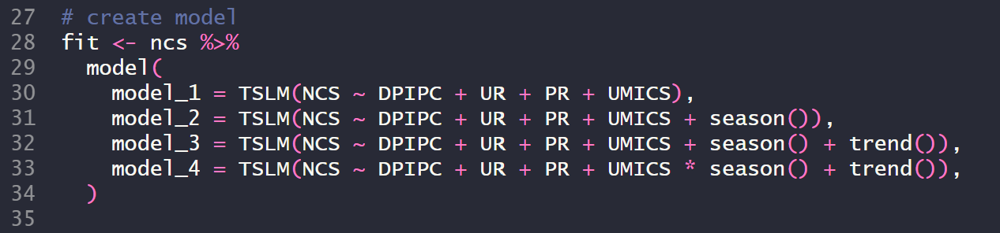 27 # create model
28 fit <- ncs %>%
29   model(
30     model_1 = TSLM(NCS ~ DPIPC + UR + PR + UMICS),
31     model_2 = TSLM(NCS ~ DPIPC + UR + PR + UMICS + season()),
32     model_3 = TSLM(NCS ~ DPIPC + UR + PR + UMICS + season() + trend()),
33     model_4 = TSLM(NCS ~ DPIPC + UR + PR + UMICS * season() + trend()),
34   )
35